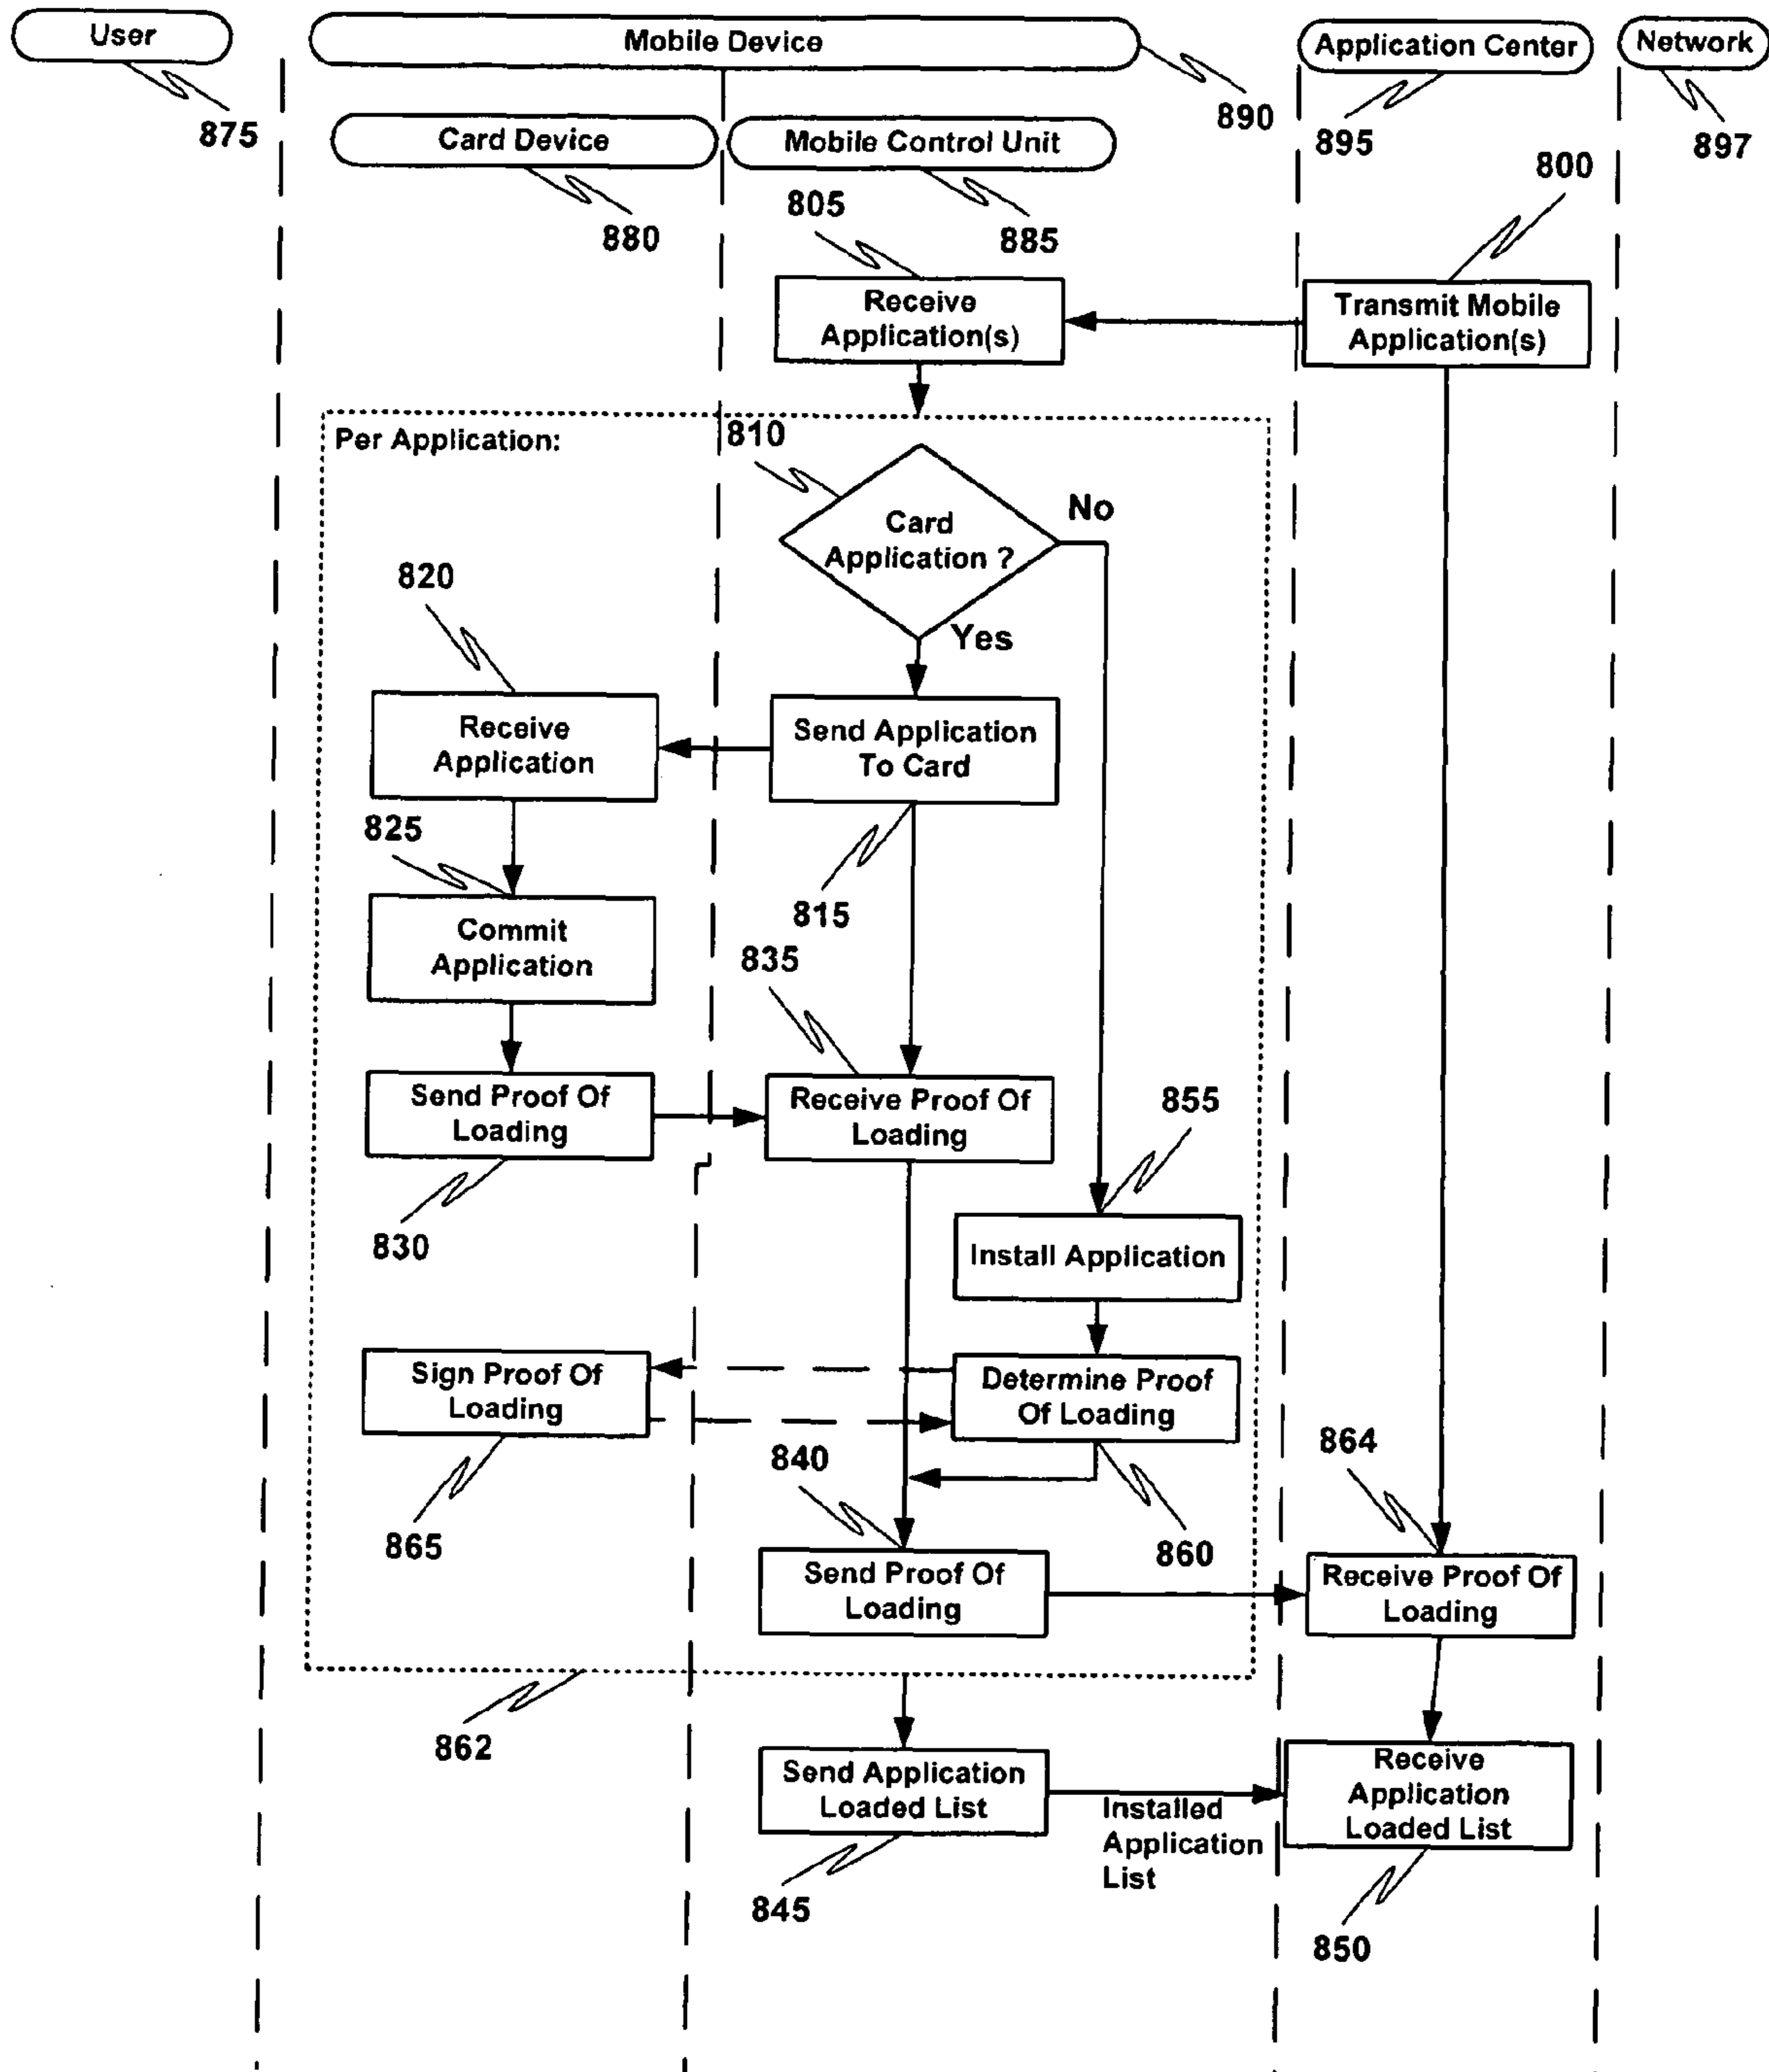 User
Mobile Device
Application Center
Network
875
890
895
897
Card Device
Mobile Control Unit
880
885
805
800
Receive
Application(s)
Transmit Mobile
Application(s)
Per Application:
810
Card
Application ?
No
Yes
820
Receive
Application
Send Application
To Card
815
825
Commit
Application
835
Send Proof Of
Loading
Receive Proof Of
Loading
830
855
Install Application
Sign Proof Of
Loading
Determine Proof
Of Loading
865
840
860
864
Send Proof Of
Loading
Receive Proof Of
Loading
862
Send Application
Loaded List
Installed
Application
List
Receive
Application
Loaded List
845
850